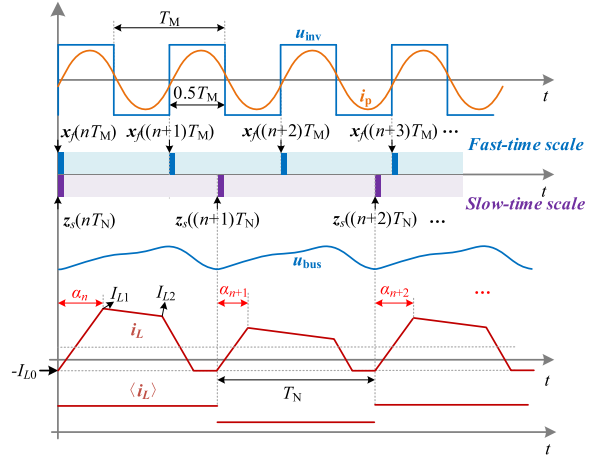 T_M
u_inv
0.5T_M
i_p
t
x_f(nT_M) x_f((n+1)T_M) x_f((n+2)T_M) x_f((n+3)T_M) ···
Fast-time scale
t
Slow-time scale
z_s(nT_N) z_s((n+1)T_N) z_s((n+2)T_N) ···
u_bus
α_n I_L1 I_L2 α_n+1 α_n+2 ···
i_L
-I_L0
t
⟨i_L⟩ T_N
t